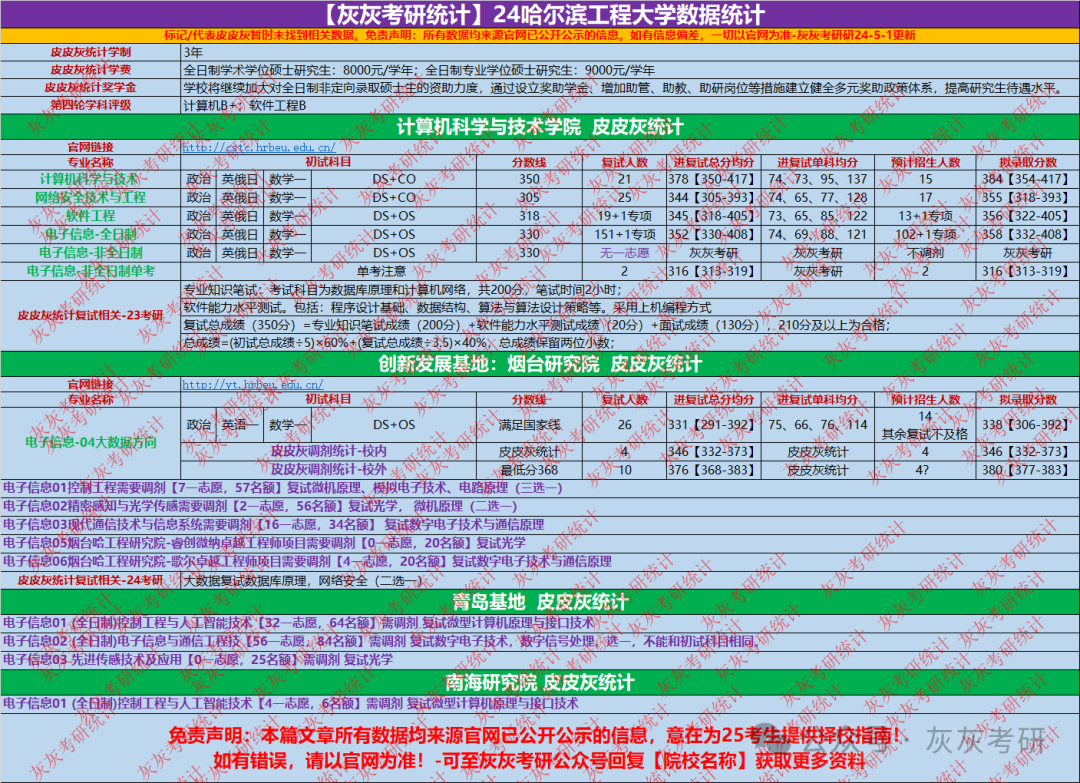 【灰灰考研统计】24哈尔滨工程大学数据统计
标记/代表皮皮灰暂时未找到相关数据。免责声明：所有数据均来源官网已公开公示的信息。如有信息偏差，一切以官网为准-灰灰考研研24-5-1更新
皮皮灰统计学制 3年
皮皮灰统计学费 全日制学术学位硕士研究生：8000元/学年；全日制专业学位硕士研究生：9000元/学年
皮皮灰统计奖学金 学校将继续加大对全日制非定向录取硕士生的资助力度，通过设立奖助学金、增加助管、助教、助研岗位等措施建立健全多元奖助政策体系，提高研究生待遇水平。
第四轮学科评级 计算机B+；软件工程B
计算机科学与技术学院 皮皮灰统计
官网链接 http://cstc.hrbeu.edu.cn/
专业名称 初试科目 分数线 复试人数 进复试总分均分 进复试单科均分 预计招生人数 拟录取分数
计算机科学与技术 政治 英俄日 数学一 DS+CO 350 21 378【350-417】 74、73、95、137 15 384【354-417】
网络安全技术与工程 政治 英俄日 数学一 DS+CO 305 25 344【305-393】 74、65、77、128 17 355【318-393】
软件工程 政治 英俄日 数学一 DS+OS 318 19+1专项 345【318-405】 73、65、85、122 13+1专项 356【322-405】
电子信息-全日制 政治 英俄日 数学一 DS+OS 330 151+1专项 352【330-408】 74、69、88、121 102+1专项 358【332-408】
电子信息-非全日制 政治 英俄日 数学一 DS+OS 330 无一志愿 灰灰考研 灰灰考研 不调剂 灰灰考研
电子信息-非全日制单考 单考注意 2 316【313-319】 灰灰考研 2 316【313-319】
皮皮灰统计复试相关-23考研 专业知识笔试：考试科目为数据库原理和计算机网络，共200分，笔试时间2小时；
软件能力水平测试。包括：程序设计基础、数据结构、算法与算法设计策略等。采用上机编程方式
复试总成绩（350分）=专业知识笔试成绩（200分）+软件能力水平测试成绩（20分）+面试成绩（130分），210分及以上为合格；
总成绩=(初试总成绩÷5)×60%+(复试总成绩÷3.5)×40%，总成绩保留两位小数；
创新发展基地：烟台研究院 皮皮灰统计
官网链接 http://yt.hrbeu.edu.cn/
专业名称 初试科目 分数线 复试人数 进复试总分均分 进复试单科均分 预计招生人数 拟录取分数
电子信息-04大数据方向 政治 英语一 数学一 DS+OS 满足国家线 26 331【291-392】 75、66、76、114 14 其余复试不及格 338【306-392】
皮皮灰调剂统计-校内 皮皮灰统计 4 346【332-373】 皮皮灰统计 4 346【332-373】
皮皮灰调剂统计-校外 最低分368 10 376【368-383】 皮皮灰统计 4? 380【377-383】
电子信息01控制工程需要调剂【7一志愿，57名额】复试微机原理、模拟电子技术、电路原理（三选一）
电子信息02精密感知与光学传感需要调剂【2一志愿，56名额】复试光学， 微机原理（二选一）
电子信息03现代通信技术与信息系统需要调剂【16一志愿，34名额】 复试数字电子技术与通信原理
电子信息05烟台哈工程研究院-睿创微纳卓越工程师项目需要调剂【0一志愿，20名额】复试光学
电子信息06烟台哈工程研究院-歌尔卓越工程师项目需要调剂【4一志愿，20名额】复试数字电子技术与通信原理
皮皮灰统计复试相关-24考研 大数据复试数据库原理，网络安全（二选一）
青岛基地 皮皮灰统计
电子信息01 (全日制)控制工程与人工智能技术【32一志愿，64名额】需调剂 复试微型计算机原理与接口技术
电子信息02 (全日制)电子信息与通信工程技【56一志愿，84名额】需调剂 复试数字电子技术，数字信号处理，选一，不能和初试科目相同。
电子信息03 先进传感技术及应用【0一志愿，25名额】需调剂 复试光学
南海研究院 皮皮灰统计
电子信息01 (全日制)控制工程与人工智能技术【4一志愿，6名额】需调剂 复试微型计算机原理与接口技术
免责声明：本篇文章所有数据均来源官网已公开公示的信息，意在为25考生提供择校指南！
如有错误，请以官网为准！-可至灰灰考研公众号回复【院校名称】获取更多资料
公众号 灰灰考研